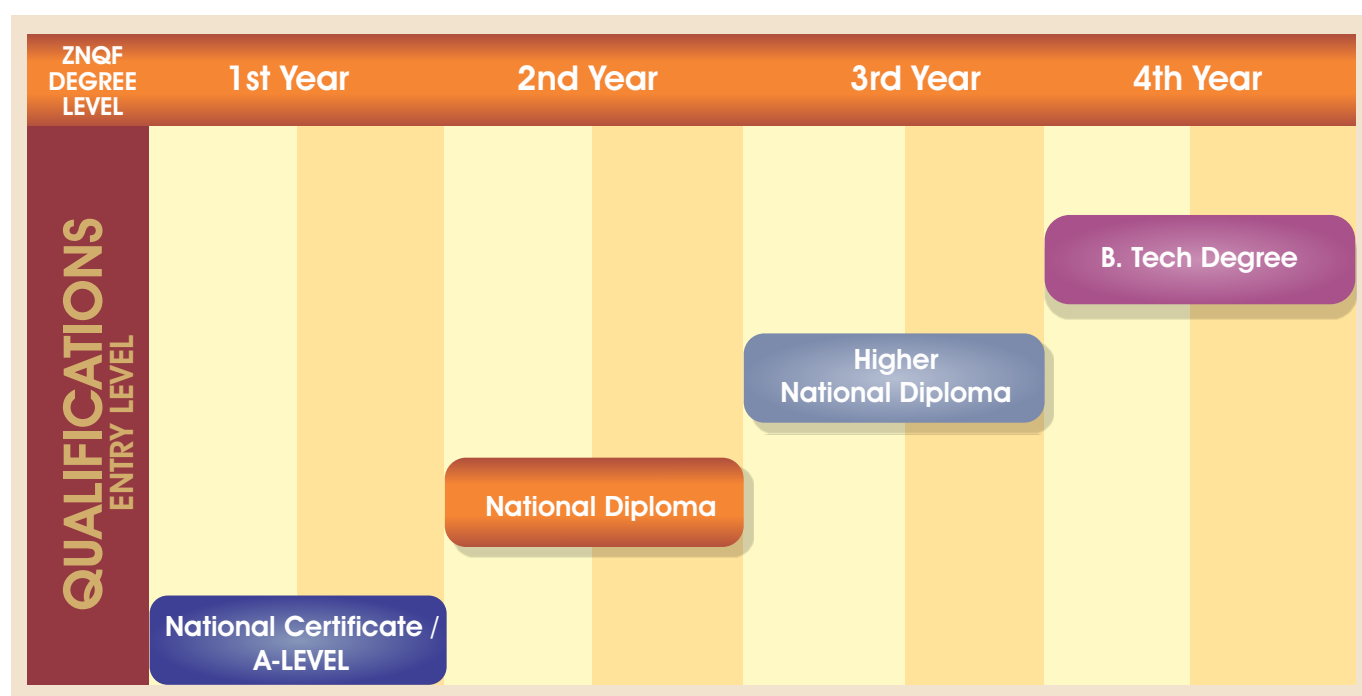 ZNQF
DEGREE
LEVEL
1st Year
2nd Year
3rd Year
4th Year
QUALIFICATIONS
ENTRY LEVEL
B. Tech Degree
Higher
National Diploma
National Diploma
National Certificate /
A-LEVEL